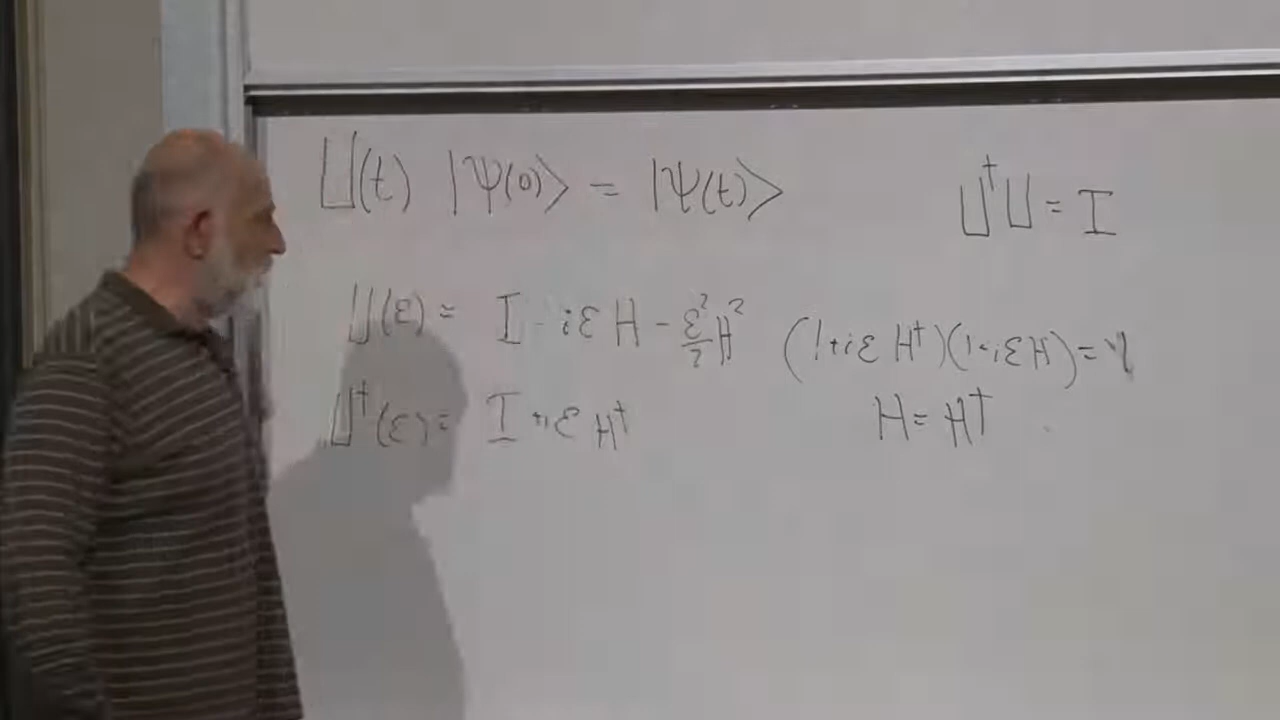 U(t) |Ψ(0)⟩ = |Ψ(t)⟩
U†U = I
U(ε) = I - iεH - ε²/2 H²
(1+iεH†)(1-iεH) = 1
U†(ε) = I + iεH†
H = H†